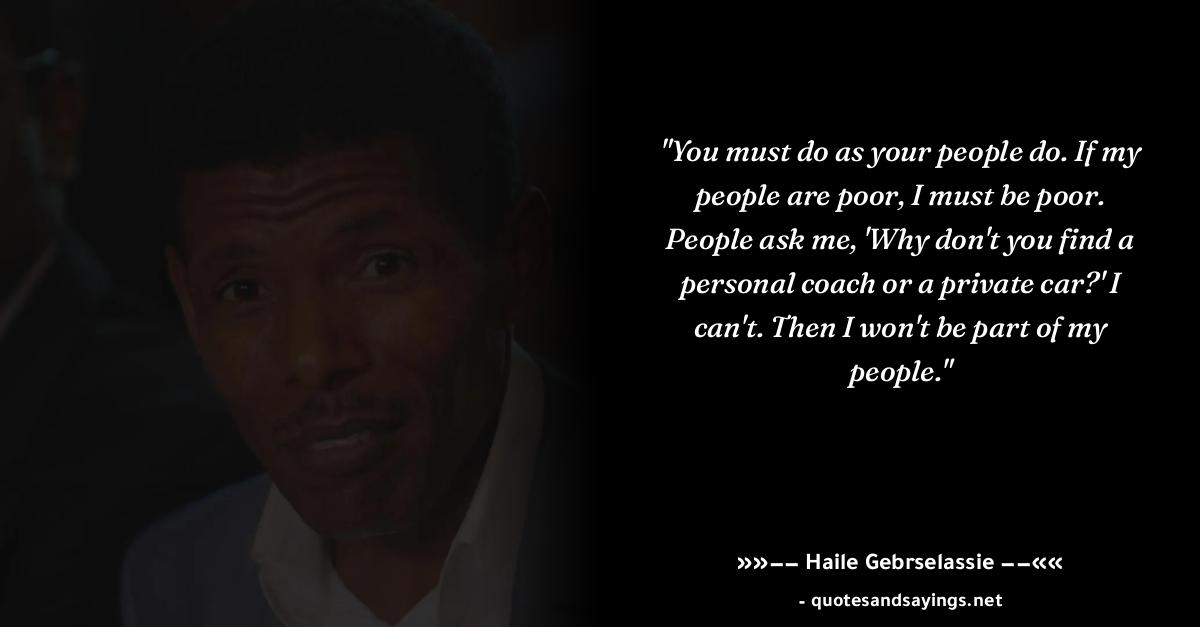 "You must do as your people do. If my
people are poor, I must be poor.
People ask me, 'Why don't you find a
personal coach or a private car?' I
can't. Then I won't be part of my
people."
»»–– Haile Gebrselassie ––««
- quotesandsayings.net